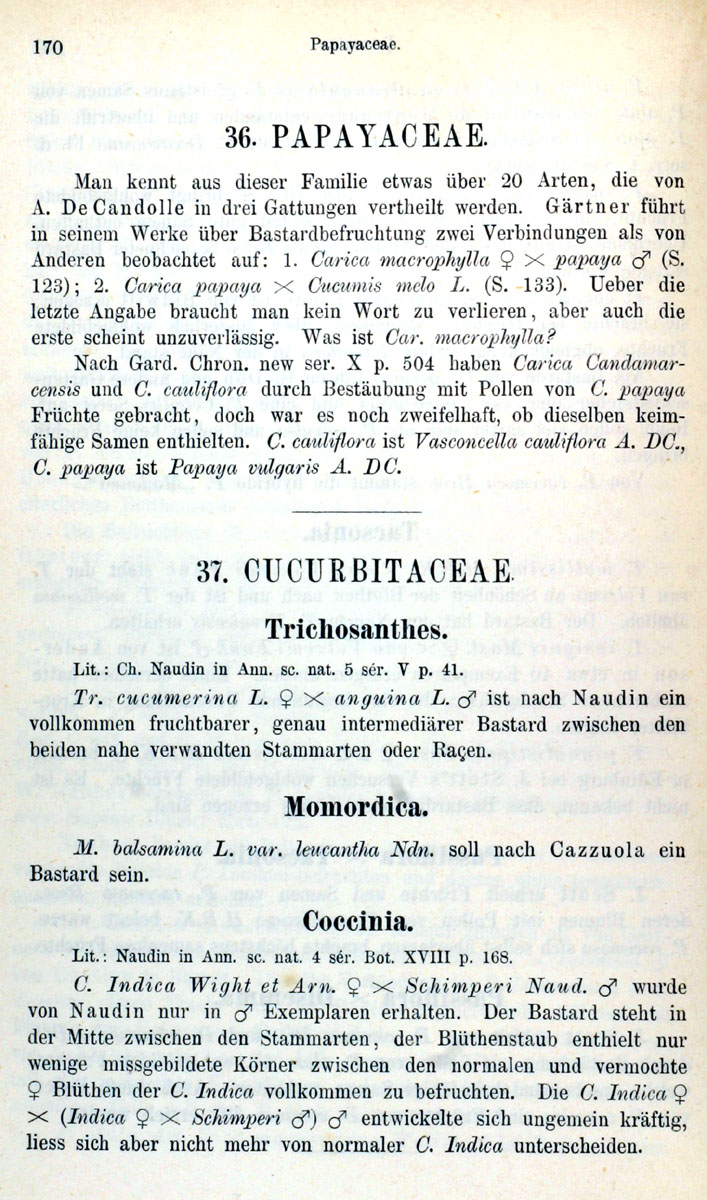 170
Papayaceae.
36. PAPAYACEAE.
Man kennt aus dieser Familie etwas über 20 Arten, die von
A. De Candolle in drei Gattungen vertheilt werden. Gärtner führt
in seinem Werke über Bastardbefruchtung zwei Verbindungen als von
Anderen beobachtet auf: 1. Carica macrophylla ♀ × papaya ♂ (S.
123); 2. Carica papaya × Cucumis melo L. (S. 133). Ueber die
letzte Angabe braucht man kein Wort zu verlieren, aber auch die
erste scheint unzuverlässig. Was ist Car. macrophylla?
Nach Gard. Chron. new ser. X p. 504 haben Carica Candamar-
censis und C. cauliflora durch Bestäubung mit Pollen von C. papaya
Früchte gebracht, doch war es noch zweifelhaft, ob dieselben keim-
fähige Samen enthielten. C. cauliflora ist Vasconcella cauliflora A. DC.,
C. papaya ist Papaya vulgaris A. DC.
37. CUCURBITACEAE.
Trichosanthes.
Lit.: Ch. Naudin in Ann. sc. nat. 5 sér. V p. 41.
Tr. cucumerina L. ♀ × anguina L. ♂ ist nach Naudin ein
vollkommen fruchtbarer, genau intermediärer Bastard zwischen den
beiden nahe verwandten Stammarten oder Raçen.
Momordica.
M. balsamina L. var. leucantha Ndn. soll nach Cazzuola ein
Bastard sein.
Coccinia.
Lit.: Naudin in Ann. sc. nat. 4 sér. Bot. XVIII p. 168.
C. Indica Wight et Arn. ♀ × Schimperi Naud. ♂ wurde
von Naudin nur in ♂ Exemplaren erhalten. Der Bastard steht in
der Mitte zwischen den Stammarten, der Blüthenstaub enthielt nur
wenige missgebildete Körner zwischen den normalen und vermochte
♀ Blüthen der C. Indica vollkommen zu befruchten. Die C. Indica ♀
× (Indica ♀ × Schimperi ♂) ♂ entwickelte sich ungemein kräftig,
liess sich aber nicht mehr von normaler C. Indica unterscheiden.